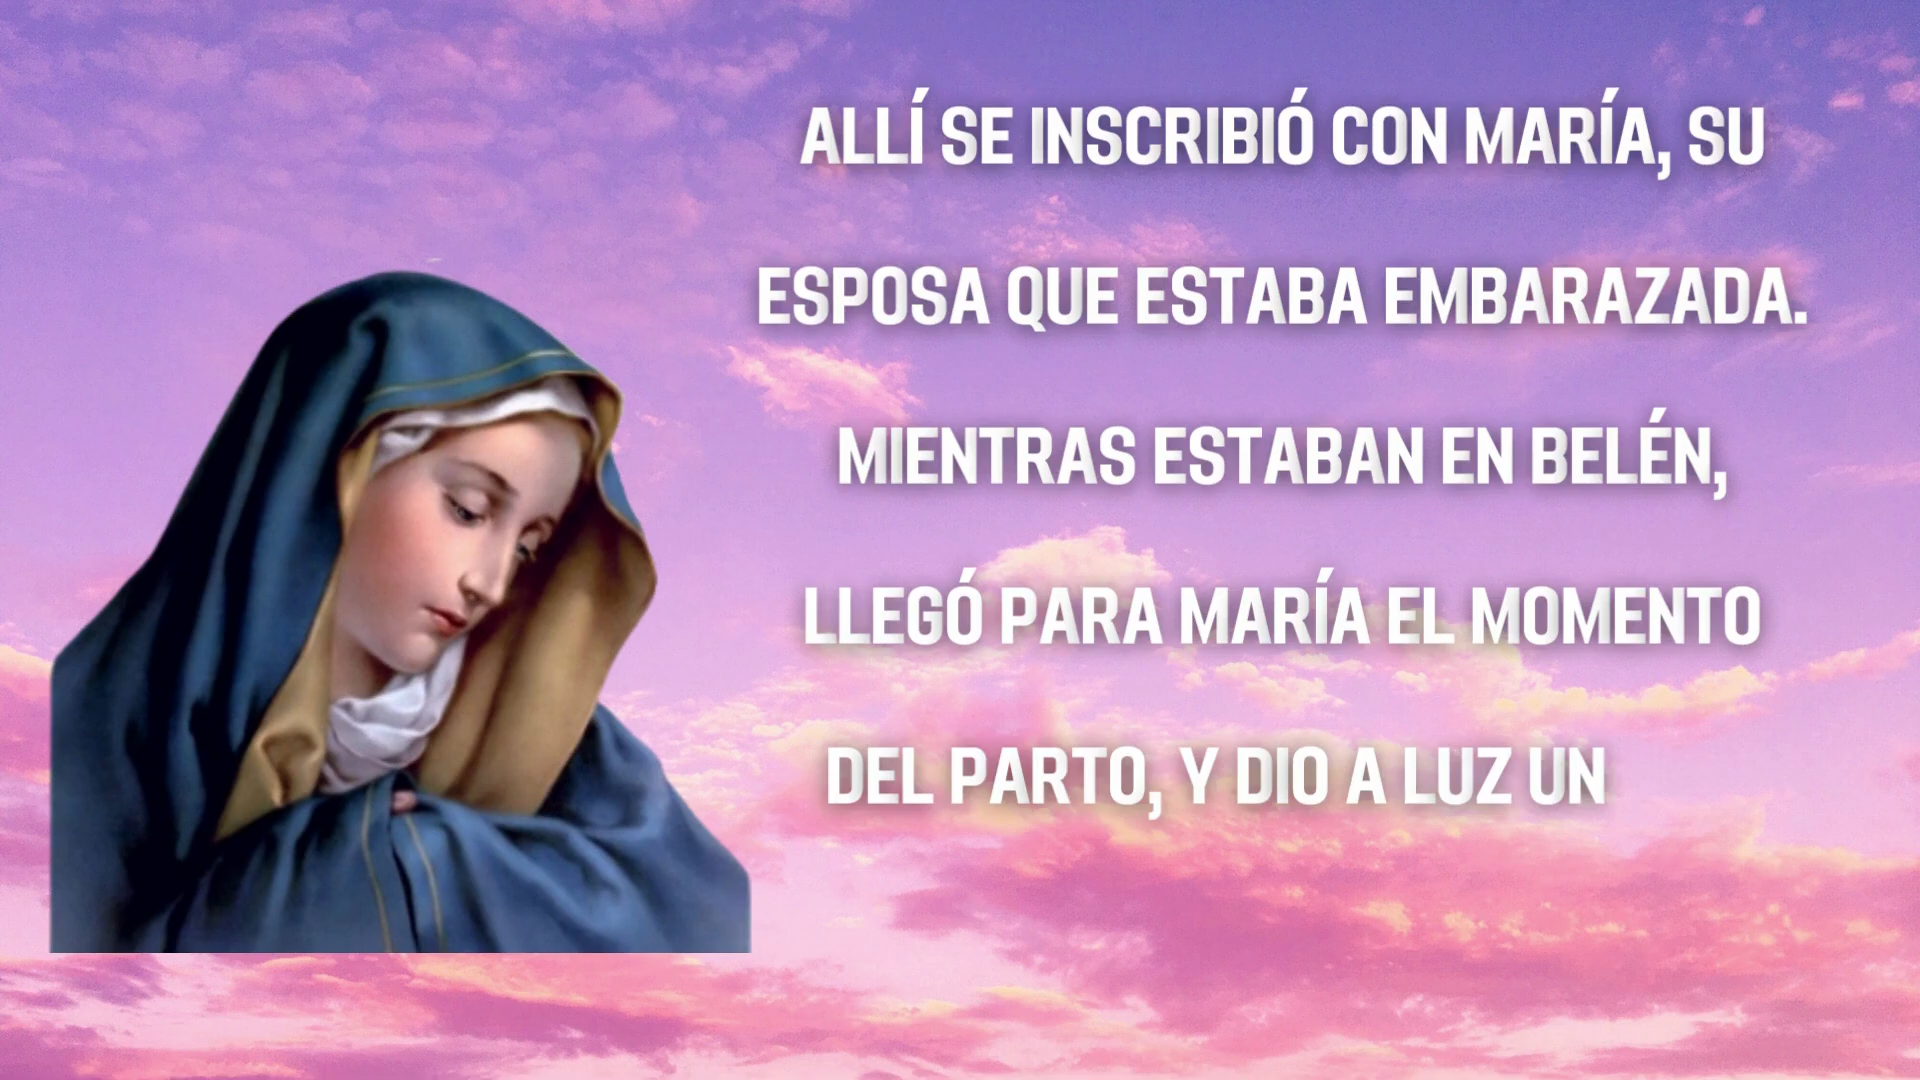 ALLÍ SE INSCRIBIÓ CON MARÍA, SU
ESPOSA QUE ESTABA EMBARAZADA.
MIENTRAS ESTABAN EN BELÉN,
LLEGÓ PARA MARÍA EL MOMENTO
DEL PARTO, Y DIO A LUZ UN